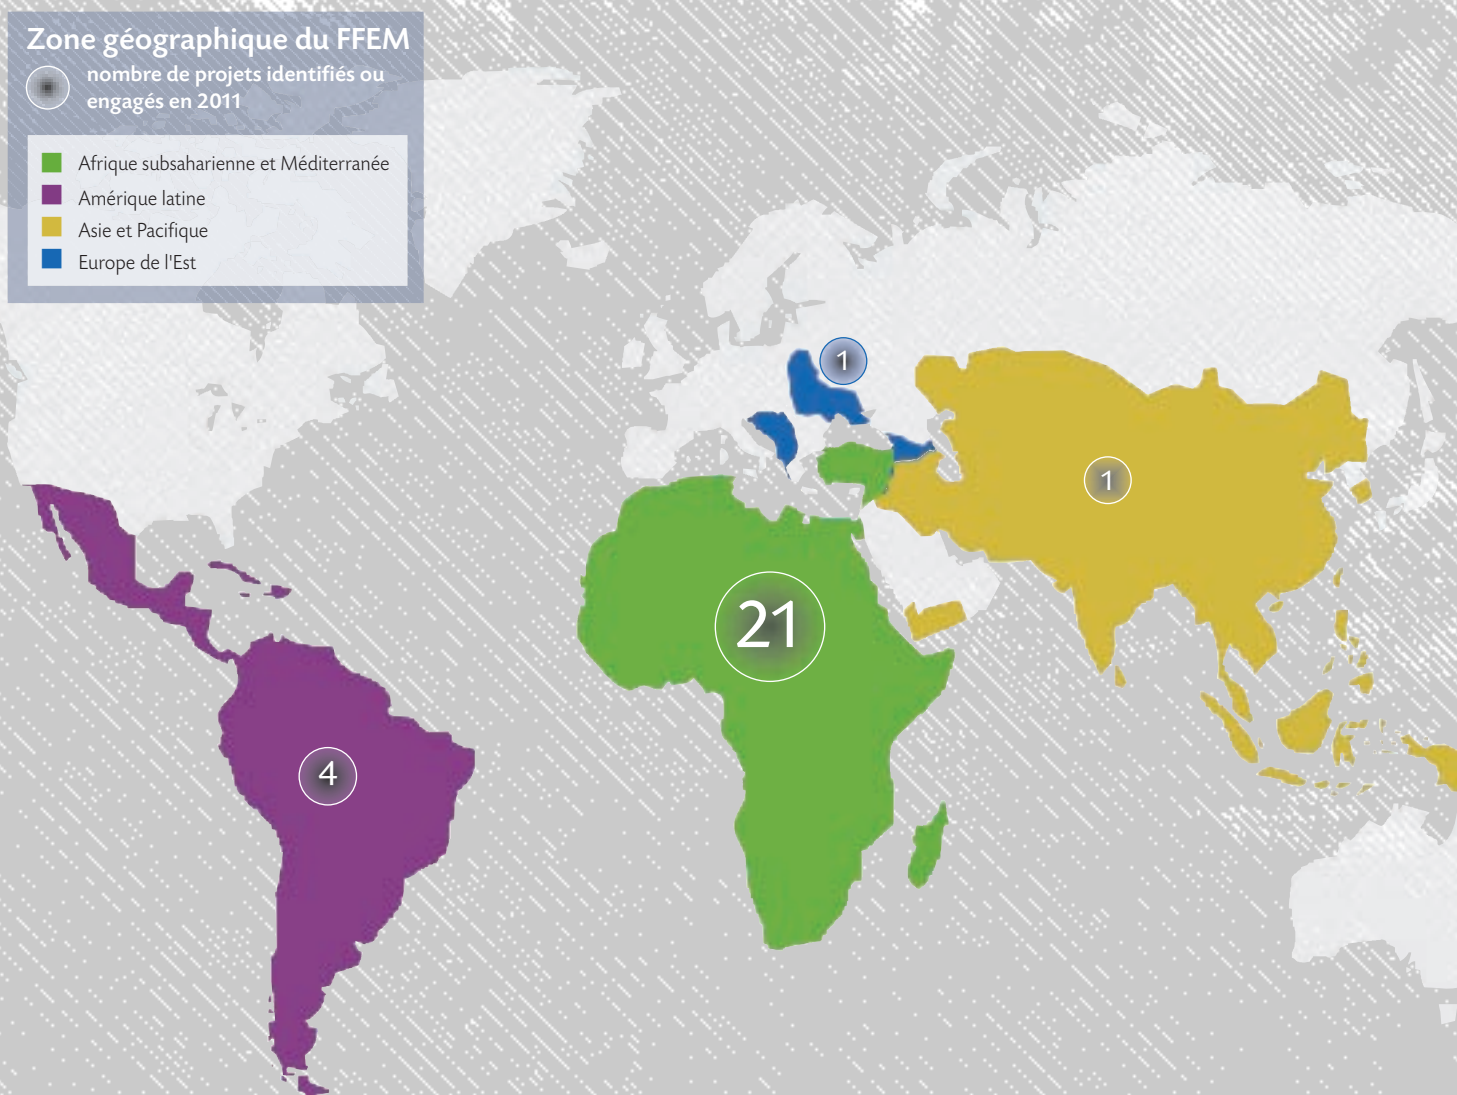 Zone géographique du FFEM
nombre de projets identifiés ou
engagés en 2011
Afrique subsaharienne et Méditerranée
Amérique latine
Asie et Pacifique
Europe de l'Est
1
1
21
4